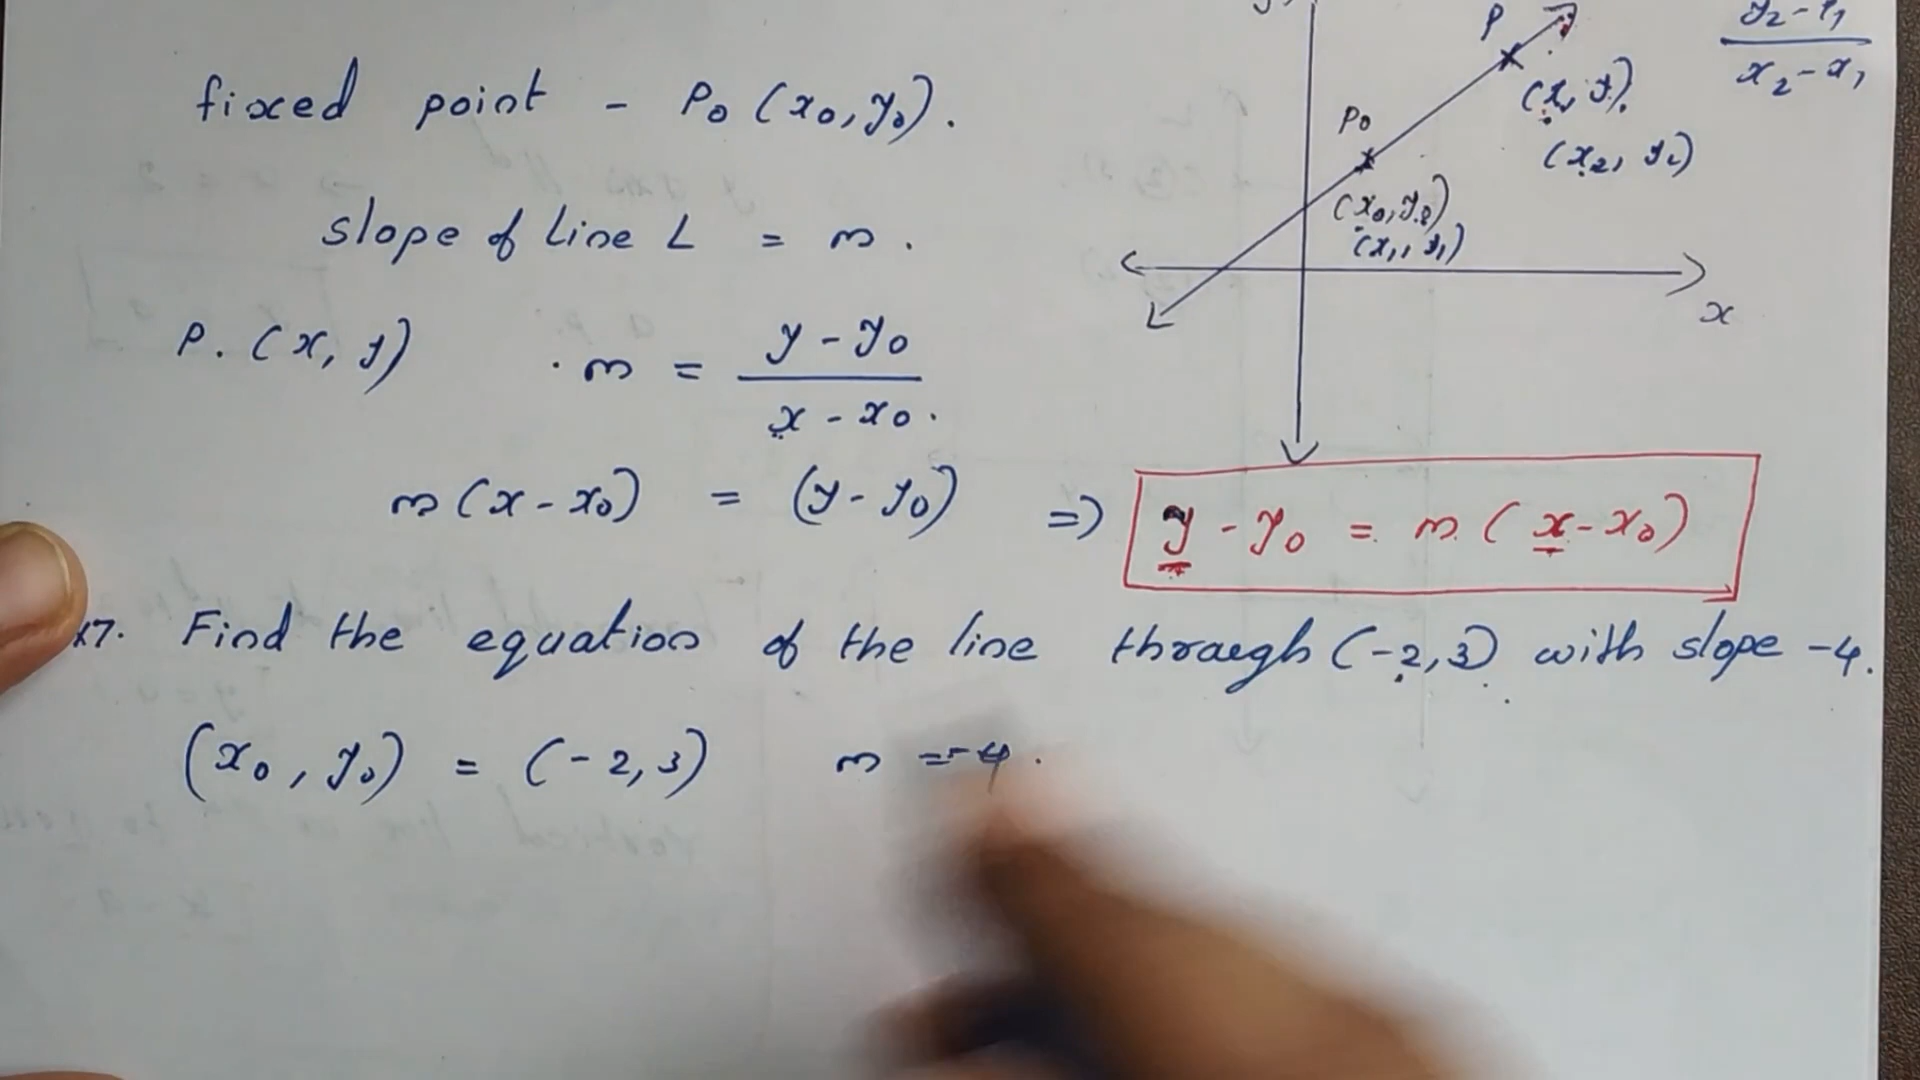 y2 - y1
x2 - x1
P
(x, y).
(x2, y2)
P0
(x0, y0)
(x1, y1)
x
fixed point - P0 (x0, y0).
slope of line L = m.
P. (x, y) . m = y - y0
x - x0.
m (x - x0) = (y - y0) => y - y0 = m (x - x0)
x7. Find the equation of the line through (-2, 3) with slope -4.
(x0, y0) = (-2, 3) m = -4.